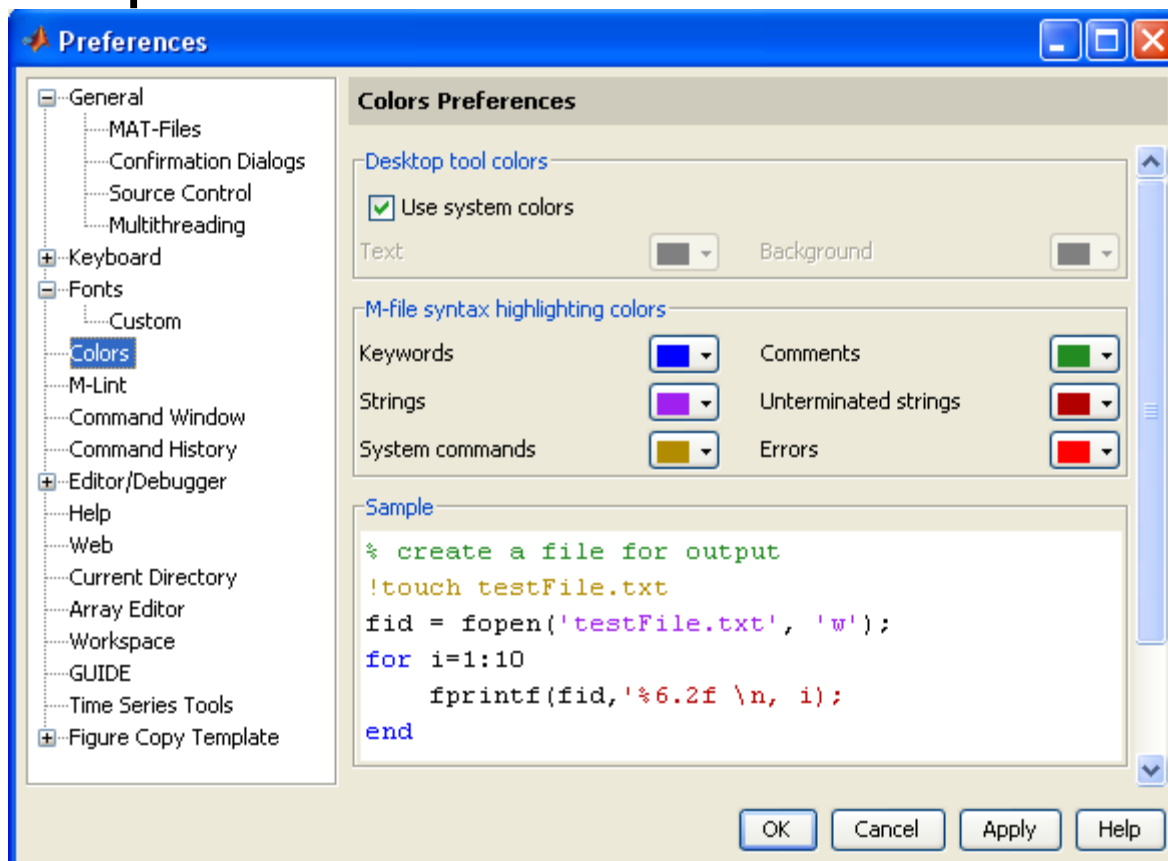 Preferences
General
MAT-Files
Confirmation Dialogs
Source Control
Multithreading
Keyboard
Fonts
Custom
Colors
M-Lint
Command Window
Command History
Editor/Debugger
Help
Web
Current Directory
Array Editor
Workspace
GUIDE
Time Series Tools
Figure Copy Template
Colors Preferences
Desktop tool colors
Use system colors
Text Background
M-file syntax highlighting colors
Keywords Comments
Strings Unterminated strings
System commands Errors
Sample
% create a file for output
!touch testFile.txt
fid = fopen('testFile.txt', 'w');
for i=1:10
    fprintf(fid,'%6.2f \n, i);
end
OK Cancel Apply Help